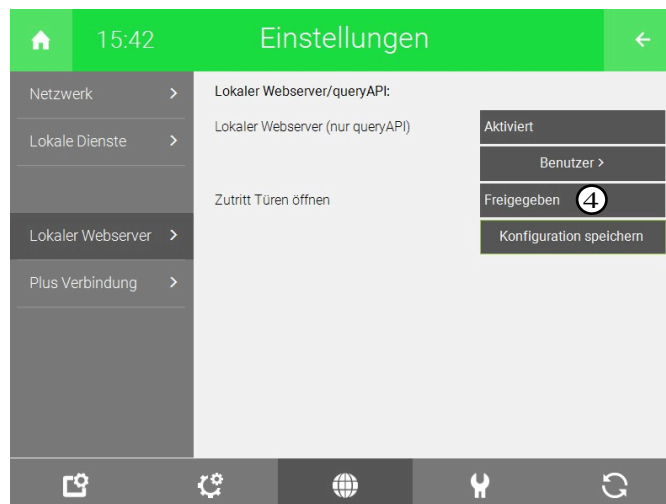 15:42 Einstellungen
Netzwerk
Lokale Dienste
Lokaler Webserver
Plus Verbindung
Lokaler Webserver/queryAPI:
Lokaler Webserver (nur queryAPI) Aktiviert
Benutzer >
Zutritt Türen öffnen Freigegeben 4
Konfiguration speichern